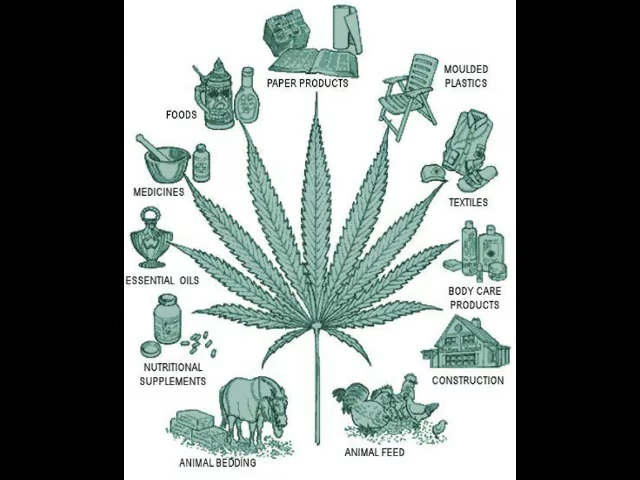 PAPER PRODUCTS
MOULDED
PLASTICS
FOODS
MEDICINES
TEXTILES
ESSENTIAL OILS
BODY CARE
PRODUCTS
NUTRITIONAL
SUPPLEMENTS
CONSTRUCTION
ANIMAL BEDDING
ANIMAL FEED